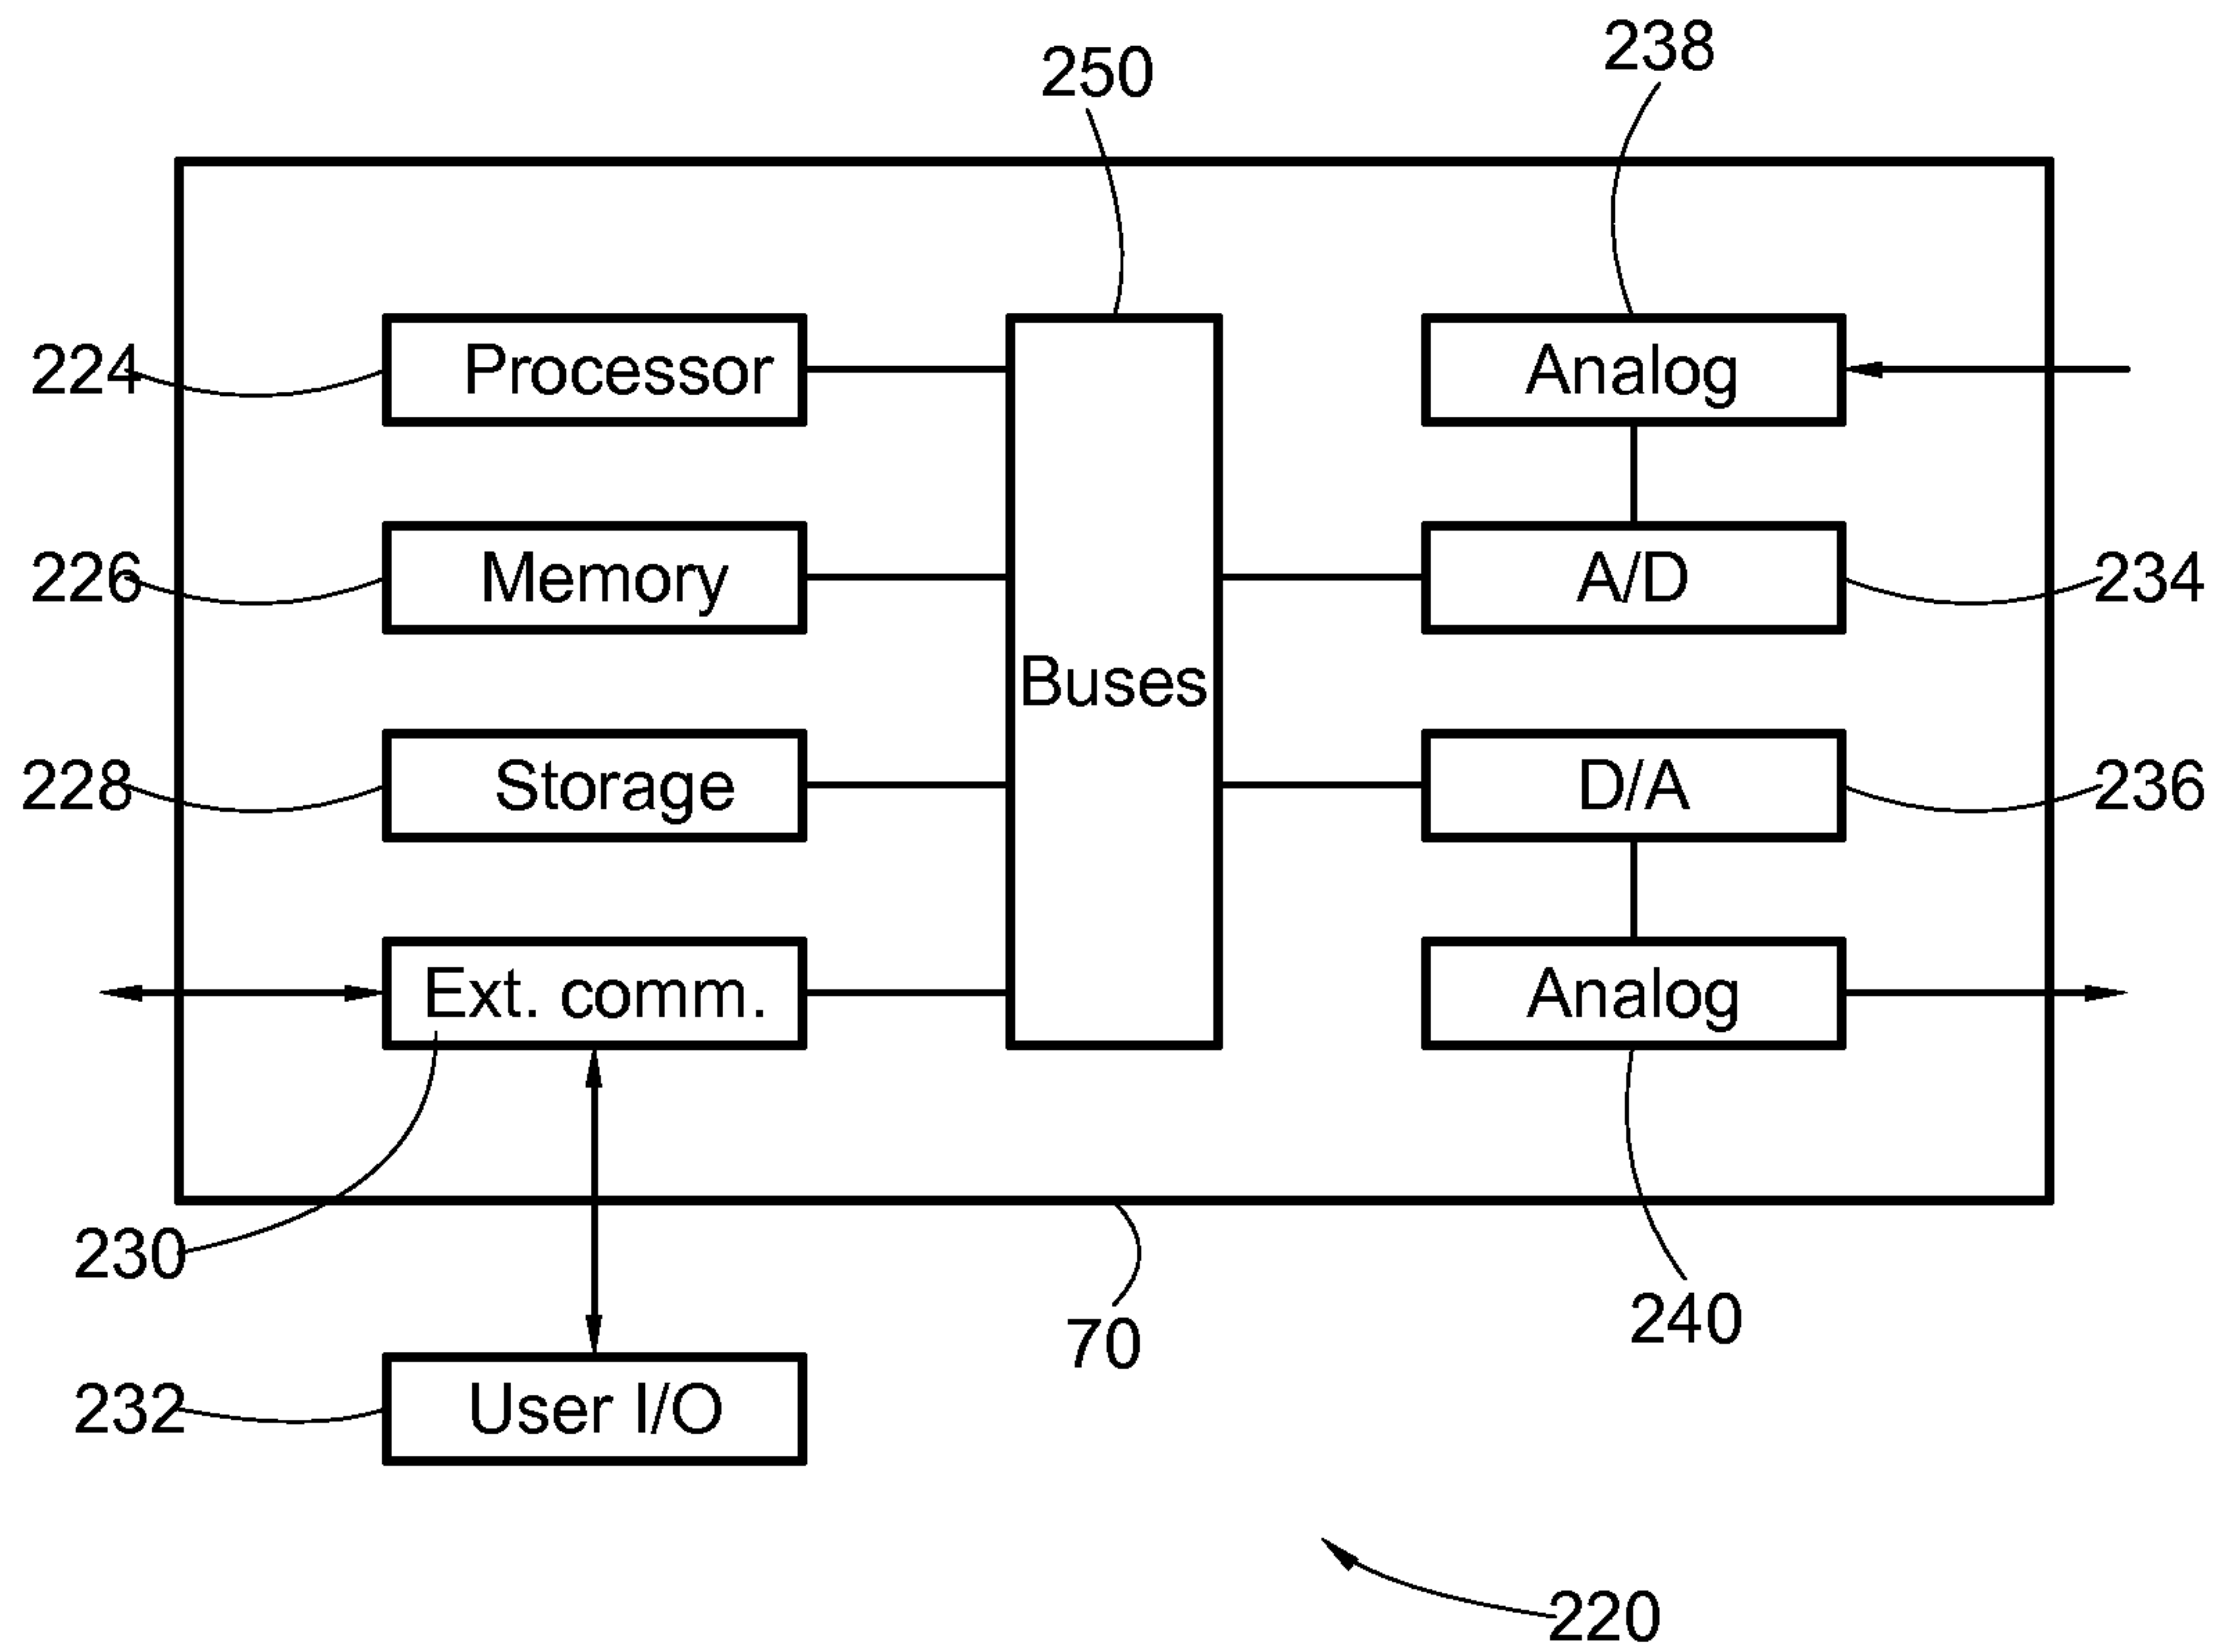 238
250
224
Processor
Analog
226
Memory
A/D
234
Buses
228
Storage
D/A
236
Ext. comm.
Analog
230
70
240
232
User I/O
220